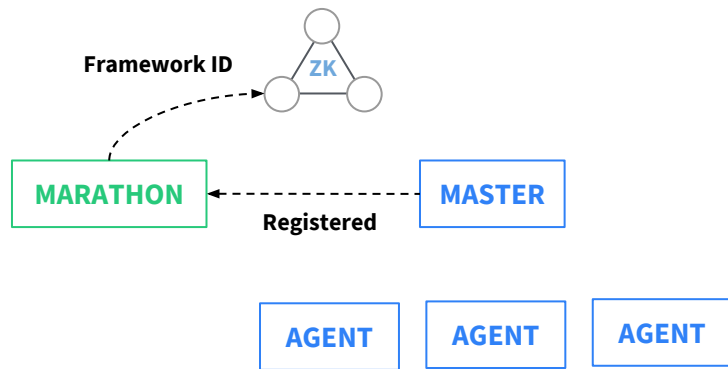 Framework ID
ZK
MARATHON
MASTER
Registered
AGENT
AGENT
AGENT